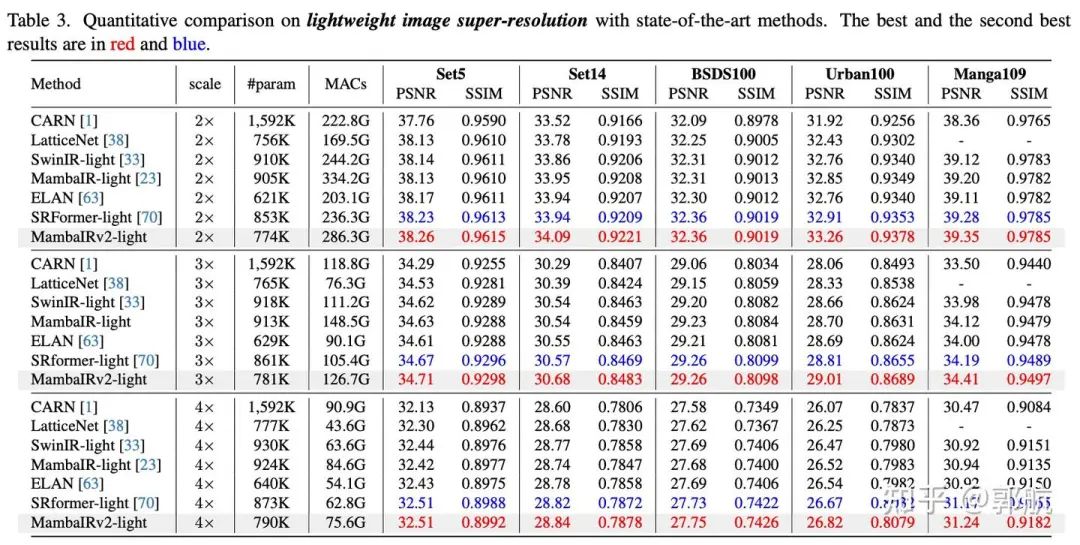 Table 3. Quantitative comparison on lightweight image super-resolution with state-of-the-art methods. The best and the second best
results are in red and blue.
Method scale #param MACs Set5 Set14 BSDS100 Urban100 Manga109
PSNR SSIM PSNR SSIM PSNR SSIM PSNR SSIM PSNR SSIM
CARN [1] 2× 1,592K 222.8G 37.76 0.9590 33.52 0.9166 32.09 0.8978 31.92 0.9256 38.36 0.9765
LatticeNet [38] 2× 756K 169.5G 38.13 0.9610 33.78 0.9193 32.25 0.9005 32.43 0.9302 - -
SwinIR-light [33] 2× 910K 244.2G 38.14 0.9611 33.86 0.9206 32.31 0.9012 32.76 0.9340 39.12 0.9783
MambaIR-light [23] 2× 905K 334.2G 38.13 0.9610 33.95 0.9208 32.31 0.9013 32.85 0.9349 39.20 0.9782
ELAN [63] 2× 621K 203.1G 38.17 0.9611 33.94 0.9207 32.30 0.9012 32.76 0.9340 39.11 0.9782
SRFormer-light [70] 2× 853K 236.3G 38.23 0.9613 33.94 0.9209 32.36 0.9019 32.91 0.9353 39.28 0.9785
MambaIRv2-light 2× 774K 286.3G 38.26 0.9615 34.09 0.9221 32.36 0.9019 33.26 0.9378 39.35 0.9785
CARN [1] 3× 1,592K 118.8G 34.29 0.9255 30.29 0.8407 29.06 0.8034 28.06 0.8493 33.50 0.9440
LatticeNet [38] 3× 765K 76.3G 34.53 0.9281 30.39 0.8424 29.15 0.8059 28.33 0.8538 - -
SwinIR-light [33] 3× 918K 111.2G 34.62 0.9289 30.54 0.8463 29.20 0.8082 28.66 0.8624 33.98 0.9478
MambaIR-light 3× 913K 148.5G 34.63 0.9288 30.54 0.8459 29.23 0.8084 28.70 0.8631 34.12 0.9479
ELAN [63] 3× 629K 90.1G 34.61 0.9288 30.55 0.8463 29.21 0.8081 28.69 0.8624 34.00 0.9478
SRformer-light [70] 3× 861K 105.4G 34.67 0.9296 30.57 0.8469 29.26 0.8099 28.81 0.8655 34.19 0.9489
MambaIRv2-light 3× 781K 126.7G 34.71 0.9298 30.68 0.8483 29.26 0.8098 29.01 0.8689 34.41 0.9497
CARN [1] 4× 1,592K 90.9G 32.13 0.8937 28.60 0.7806 27.58 0.7349 26.07 0.7837 30.47 0.9084
LatticeNet [38] 4× 777K 43.6G 32.30 0.8962 28.68 0.7830 27.62 0.7367 26.25 0.7873 - -
SwinIR-light [33] 4× 930K 63.6G 32.44 0.8976 28.77 0.7858 27.69 0.7406 26.47 0.7980 30.92 0.9151
MambaIR-light [23] 4× 924K 84.6G 32.42 0.8977 28.74 0.7847 27.68 0.7400 26.52 0.7983 30.94 0.9135
ELAN [63] 4× 640K 54.1G 32.43 0.8975 28.78 0.7858 27.69 0.7406 26.54 0.7982 30.92 0.9150
SRformer-light [70] 4× 873K 62.8G 32.51 0.8988 28.82 0.7872 27.73 0.7422 26.67
MambaIRv2-light 4× 790K 75.6G 32.51 0.8992 28.84 0.7878 27.75 0.7426 26.82 0.8079 31.24 0.9182
知乎 @郭航